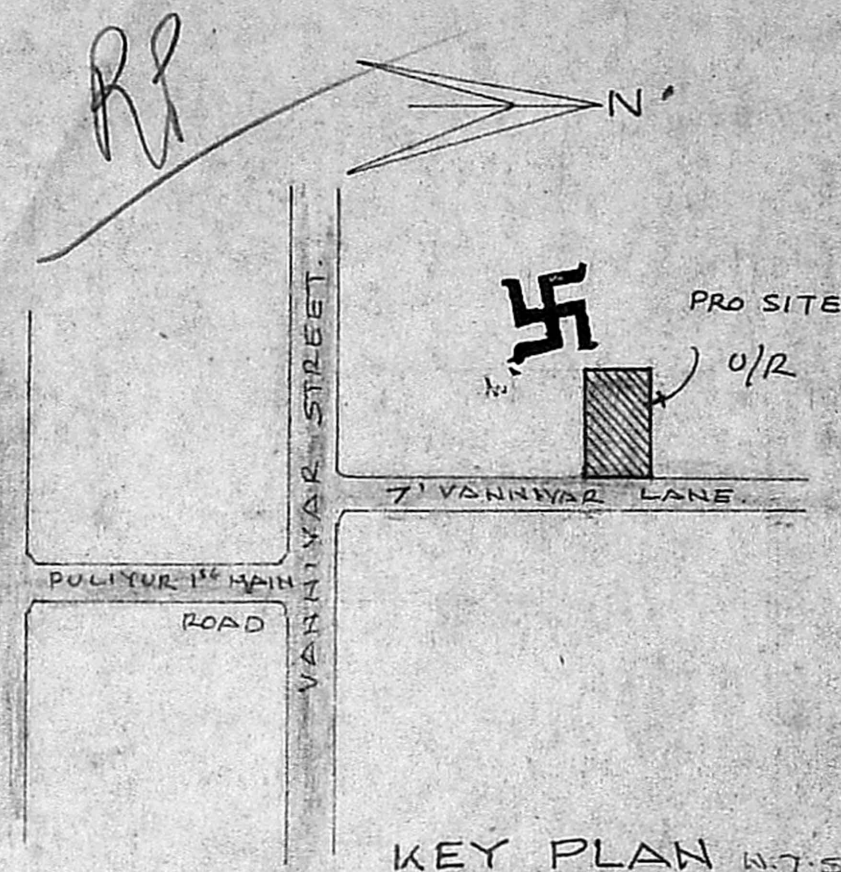 RP
N
PRO SITE
U/R
VANNIYAR STREET.
7' VANNIYAR LANE.
PULIYUR 1st MAIN
ROAD
KEY PLAN N.T.S